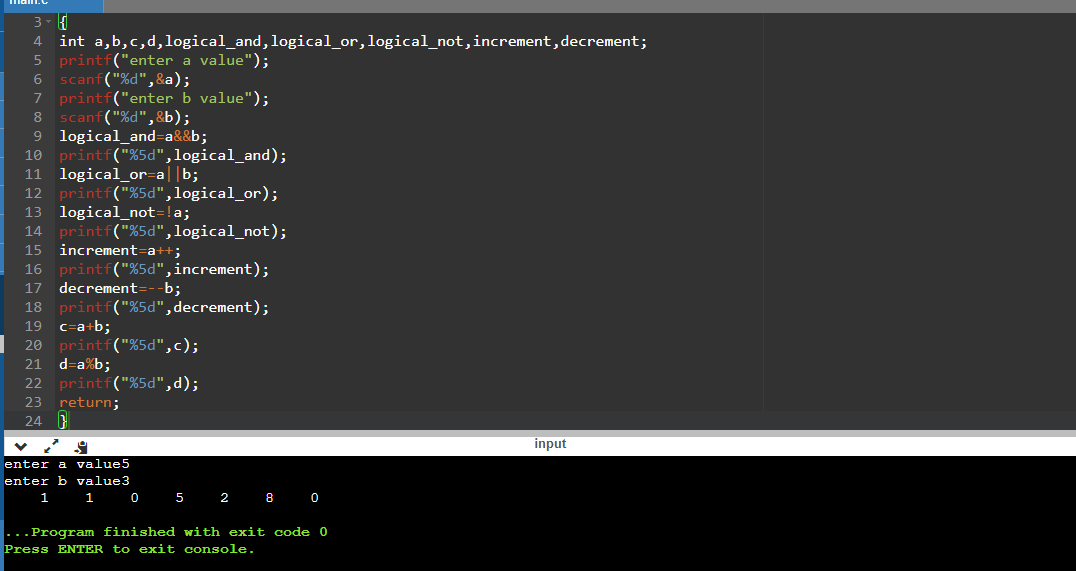 main.c
3 {
4 int a,b,c,d,logical_and,logical_or,logical_not,increment,decrement;
5 printf("enter a value");
6 scanf("%d",&a);
7 printf("enter b value");
8 scanf("%d",&b);
9 logical_and=a&&b;
10 printf("%5d",logical_and);
11 logical_or=a||b;
12 printf("%5d",logical_or);
13 logical_not=!a;
14 printf("%5d",logical_not);
15 increment=a++;
16 printf("%5d",increment);
17 decrement=--b;
18 printf("%5d",decrement);
19 c=a+b;
20 printf("%5d",c);
21 d=a%b;
22 printf("%5d",d);
23 return;
24 }
input
enter a value5
enter b value3
1 1 0 5 2 8 0
...Program finished with exit code 0
Press ENTER to exit console.